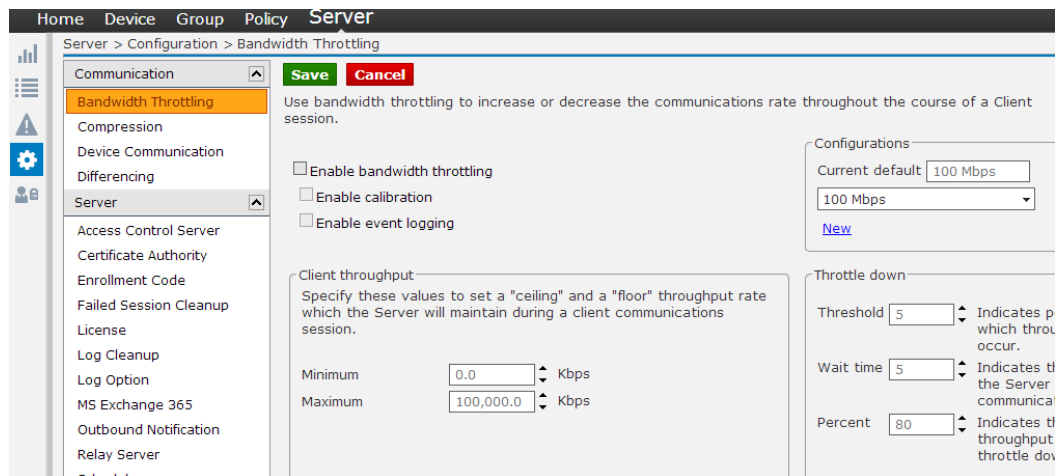 Home Device Group Policy Server
Server > Configuration > Bandwidth Throttling
Communication
Bandwidth Throttling
Compression
Device Communication
Differencing
Server
Access Control Server
Certificate Authority
Enrollment Code
Failed Session Cleanup
License
Log Cleanup
Log Option
MS Exchange 365
Outbound Notification
Relay Server
Save Cancel
Use bandwidth throttling to increase or decrease the communications rate throughout the course of a Client
session.
Enable bandwidth throttling
Enable calibration
Enable event logging
Configurations
Current default 100 Mbps
100 Mbps
New
Client throughput
Specify these values to set a "ceiling" and a "floor" throughput rate
which the Server will maintain during a client communications
session.
Minimum 0.0 Kbps
Maximum 100,000.0 Kbps
Throttle down
Threshold 5 Indicates
which
occur.
Wait time 5 Indicates
the Server
Percent 80 Indicates
throughput
throttle